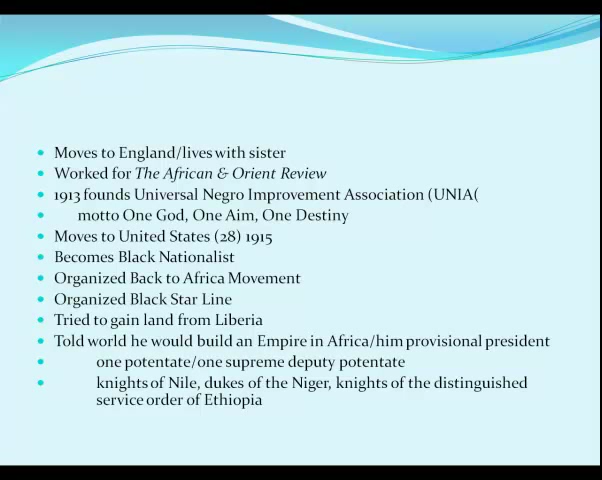 Moves to England/lives with sister
Worked for The African & Orient Review
1913 founds Universal Negro Improvement Association (UNIA(
motto One God, One Aim, One Destiny
Moves to United States (28) 1915
Becomes Black Nationalist
Organized Back to Africa Movement
Organized Black Star Line
Tried to gain land from Liberia
Told world he would build an Empire in Africa/him provisional president
one potentate/one supreme deputy potentate
knights of Nile, dukes of the Niger, knights of the distinguished
service order of Ethiopia